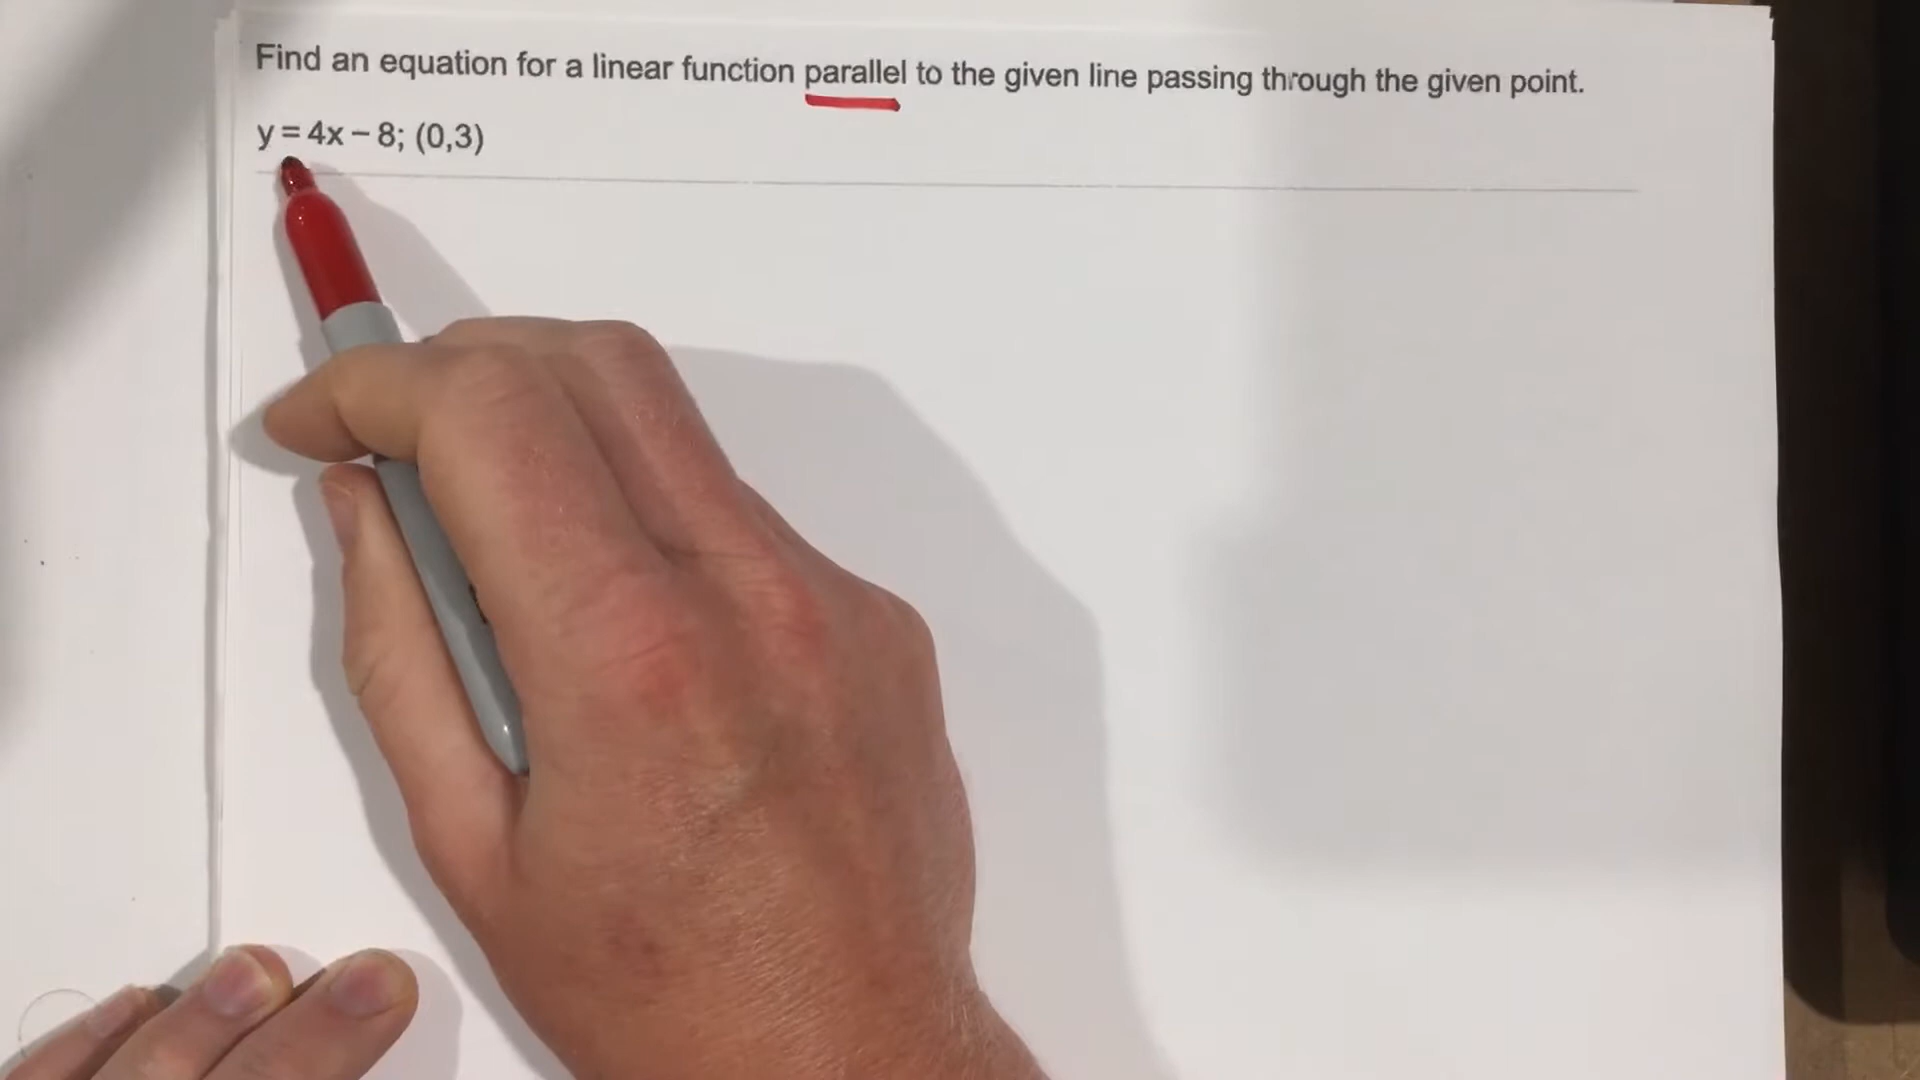 Find an equation for a linear function parallel to the given line passing through the given point.
y = 4x − 8; (0,3)